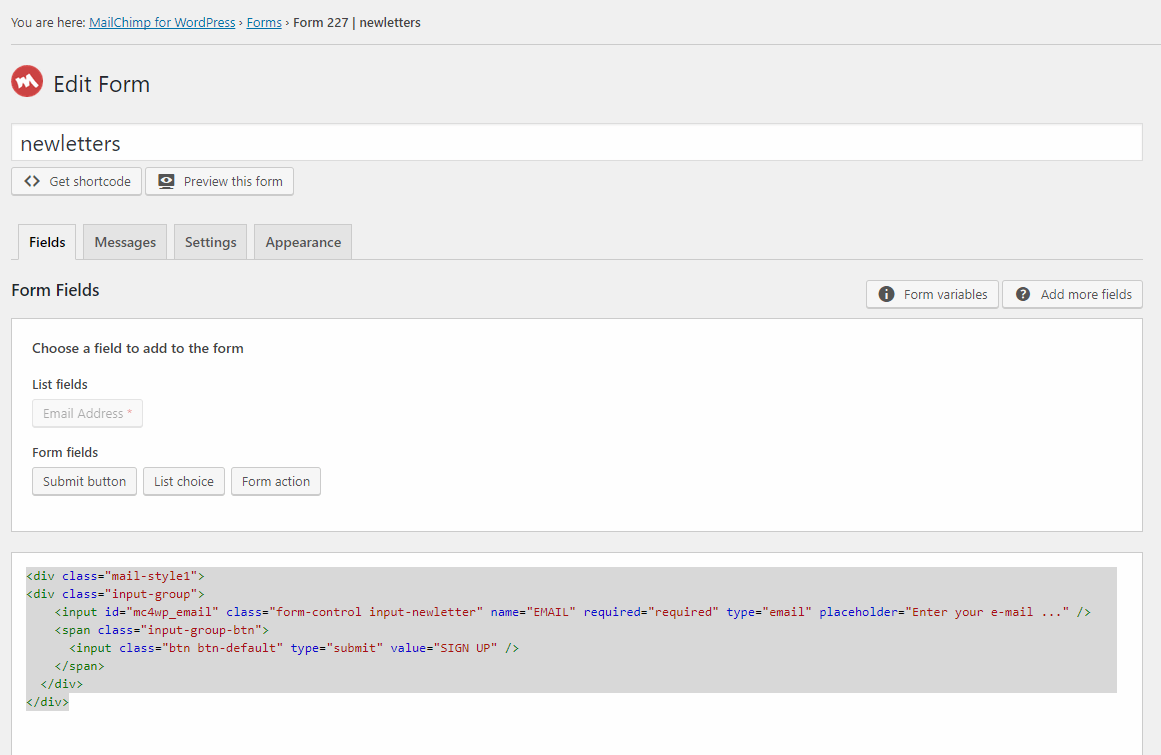 You are here: MailChimp for WordPress › Forms › Form 227 | newletters
Edit Form
newletters
Get shortcode Preview this form
Fields Messages Settings Appearance
Form Fields
Form variables Add more fields
Choose a field to add to the form
List fields
Email Address *
Form fields
Submit button List choice Form action
<div class="mail-style1">
<div class="input-group">
<input id="mc4wp_email" class="form-control input-newletter" name="EMAIL" required="required" type="email" placeholder="Enter your e-mail ..." />
<span class="input-group-btn">
<input class="btn btn-default" type="submit" value="SIGN UP" />
</span>
</div>
</div>